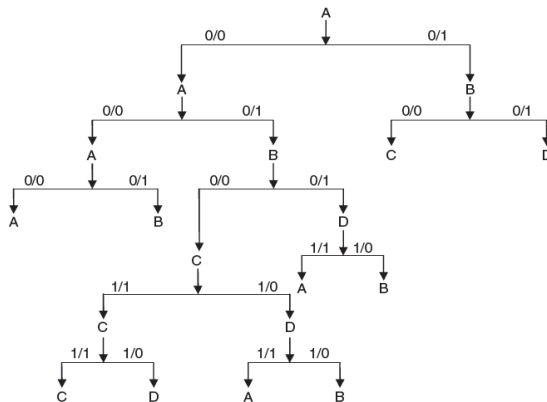 A
0/0 0/1
A B
0/0 0/1 0/0 0/1
A B C D
0/0 0/1 0/0 0/1
A B D
1/1 1/0
C A B
1/1 1/0
C D
1/1 1/0 1/1 1/0
C D A B